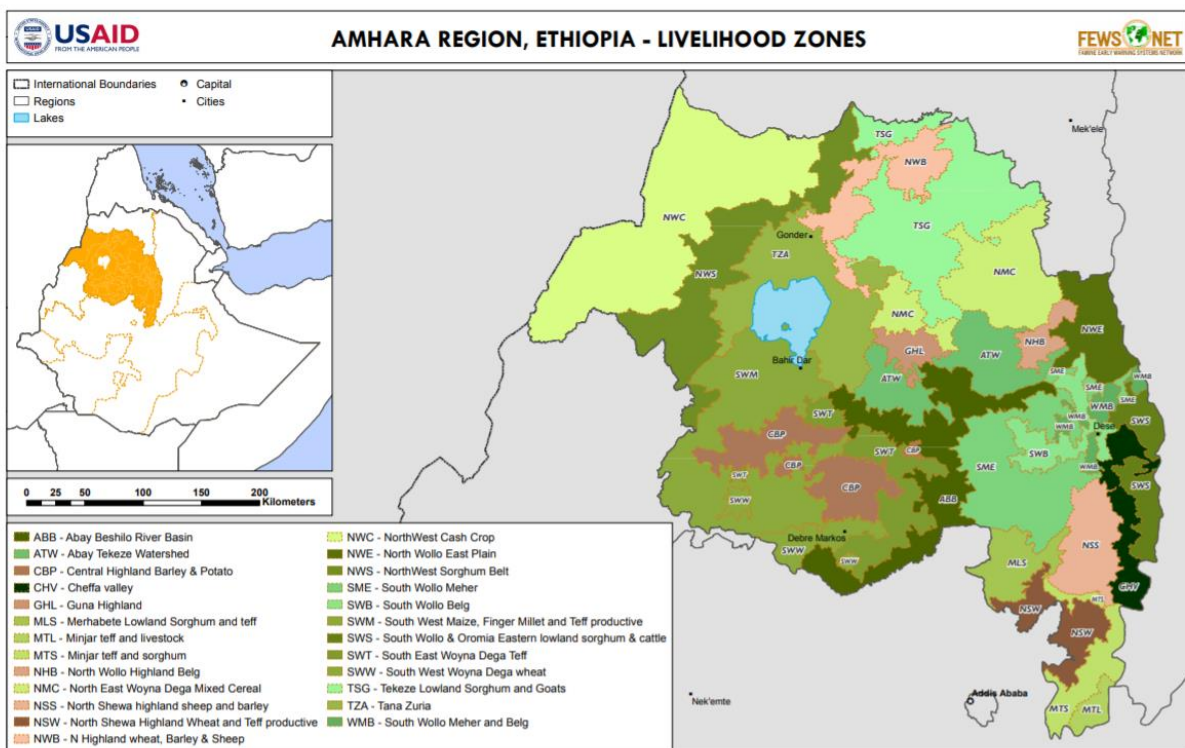 USAID
FROM THE AMERICAN PEOPLE
AMHARA REGION, ETHIOPIA - LIVELIHOOD ZONES
FEWS NET
FAMINE EARLY WARNING SYSTEMS NETWORK
International Boundaries
Regions
Lakes
Capital
Cities
Mek'ele
TSG
NWB
NWC
TSG
Gonder
TZA
NWS
NMC
NMC
NWE
NHB
GHL
ATW
Bahir Dar
ATW
SWM
SME
SME
WMB
SME
WMB
SWT
WMB
SWS
Dese
WMB
CBP
SWT
CBP
SWB
CBP
SME
WMB
SWT
SWS
SWW
CBP
ABB
NSS
Debre Markos
SWW
SWW
MLS
CHV
MTL
NSW
NSW
Addis Ababa
Nek'emte
MTS
MTL
0 25 50 100 150 200
Kilometers
ABB - Abay Beshilo River Basin
ATW - Abay Tekeze Watershed
CBP - Central Highland Barley & Potato
CHV - Cheffa valley
GHL - Guna Highland
MLS - Merhabete Lowland Sorghum and teff
MTL - Minjar teff and livestock
MTS - Minjar teff and sorghum
NHB - North Wollo Highland Belg
NMC - North East Woyna Dega Mixed Cereal
NSS - North Shewa highland sheep and barley
NSW - North Shewa Highland Wheat and Teff productive
NWB - N Highland wheat, Barley & Sheep
NWC - NorthWest Cash Crop
NWE - North Wollo East Plain
NWS - NorthWest Sorghum Belt
SME - South Wollo Meher
SWB - South Wollo Belg
SWM - South West Maize, Finger Millet and Teff productive
SWS - South Wollo & Oromia Eastern lowland sorghum & cattle
SWT - South East Woyna Dega Teff
SWW - South West Woyna Dega wheat
TSG - Tekeze Lowland Sorghum and Goats
TZA - Tana Zuria
WMB - South Wollo Meher and Belg